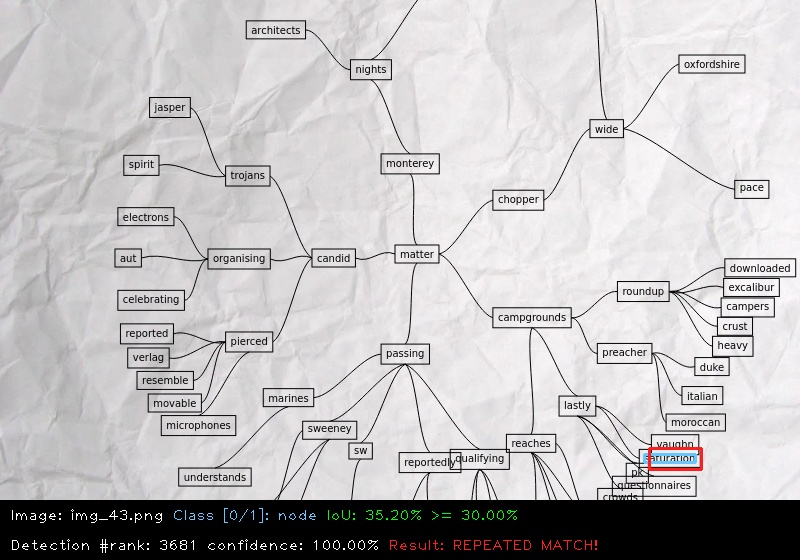 architects
nights
oxfordshire
jasper
wide
monterey
spirit
trojans
pace
chopper
electrons
matter
aut
organising
candid
downloaded
excalibur
celebrating
roundup
campers
campgrounds
crust
reported
pierced
heavy
verlag
passing
preacher
duke
resemble
marines
italian
movable
lastly
microphones
moroccan
sweeney
reaches
vaughn
sw
reportedly
qualifying
saturation
understands
pk
questionnaires
crowds
Image: img_43.png Class [0/1]: node IoU: 35.20% >= 30.00%
Detection #rank: 3681 confidence: 100.00% Result: REPEATED MATCH!